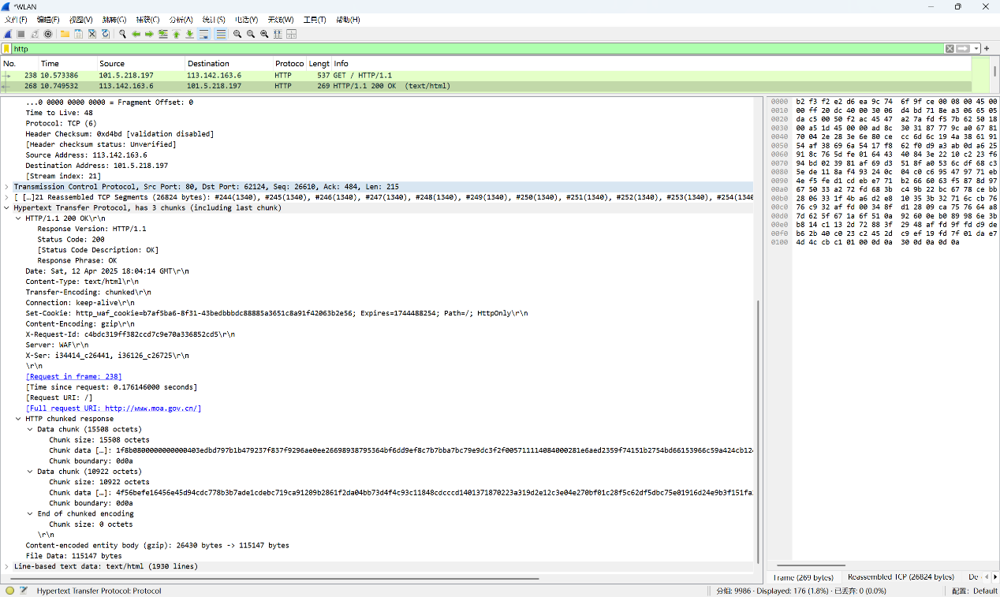 *WLAN
文件(F) 编辑(E) 视图(V) 跳转(G) 捕获(C) 分析(A) 统计(S) 电话(Y) 无线(W) 工具(T) 帮助(H)
http
No. Time Source Destination Protoco Lengt Info
238 10.573386 101.5.218.197 113.142.163.6 HTTP 537 GET / HTTP/1.1
268 10.749532 113.142.163.6 101.5.218.197 HTTP 269 HTTP/1.1 200 OK (text/html)
...0 0000 0000 0000 = Fragment Offset: 0
Time to Live: 48
Protocol: TCP (6)
Header Checksum: 0xd4bd [validation disabled]
[Header checksum status: Unverified]
Source Address: 113.142.163.6
Destination Address: 101.5.218.197
[Stream index: 21]
Transmission Control Protocol, Src Port: 80, Dst Port: 62124, Seq: 26610, Ack: 484, Len: 215
[ […]21 Reassembled TCP Segments (26824 bytes): #244(1340), #245(1340), #246(1340), #247(1340), #248(1340), #249(1340), #250(1340), #251(1340), #252(1340), #253(1340), #254(1340
Hypertext Transfer Protocol, has 3 chunks (including last chunk)
HTTP/1.1 200 OK\r\n
Response Version: HTTP/1.1
Status Code: 200
[Status Code Description: OK]
Response Phrase: OK
Date: Sat, 12 Apr 2025 18:04:14 GMT\r\n
Content-Type: text/html\r\n
Transfer-Encoding: chunked\r\n
Connection: keep-alive\r\n
Set-Cookie: http_waf_cookie=b7af5ba6-8f31-43bedbbbdc88885a3651c8a91f42063b2e56; Expires=1744488254; Path=/; HttpOnly\r\n
Content-Encoding: gzip\r\n
X-Request-Id: c4bdc319ff382ccd7c9e70a336852cd5\r\n
Server: WAF\r\n
X-Ser: i34414_c26441, i36126_c26725\r\n
\r\n
[Request in frame: 238]
[Time since request: 0.176146000 seconds]
[Request URI: /]
[Full request URI: http://www.moa.gov.cn/]
HTTP chunked response
Data chunk (15508 octets)
Chunk size: 15508 octets
Chunk data […]: 1f8b0800000000000403edbd797b1b479237f837f9296ae0ee26698938795364bf6dd9ef8c7b7bba7bc79e9dc3f2f005711114084000281e6aed2359f74151b2754bd66153966c59a424cb12
Chunk boundary: 0d0a
Data chunk (10922 octets)
Chunk size: 10922 octets
Chunk data […]: 4f56befe16456e45d94cdc778b3b7ade1cdebc719ca91209b2861f2da04bb73d4f4c93c11848cdcccd1401371870223a319d2e12c3e04e270bf01c28f5c62df5dbc75e01916d24e9b3f151fa
Chunk boundary: 0d0a
End of chunked encoding
Chunk size: 0 octets
\r\n
Content-encoded entity body (gzip): 26430 bytes -> 115147 bytes
File Data: 115147 bytes
Line-based text data: text/html (1930 lines)
0000 b2 f3 f2 e2 d6 ea 9c 74 6f 9f ce 00 08 00 45 00
0010 00 ff 20 dc 40 00 30 06 d4 bd 71 8e a3 06 65 05
0020 da c5 00 50 f2 ac 45 47 a2 7a fd f5 7b 62 50 18
0030 00 a5 1d 45 00 00 ad 8c 30 31 87 77 9c a0 67 81
0040 70 04 2e 28 3e 6e 80 ce cc 6d 6c 19 4a 38 61 91
0050 54 af 38 69 6a 54 17 f8 62 f0 d9 a3 ab 0d a6 25
0060 91 8c 76 5d fe 01 64 43 40 84 3e 22 10 c2 23 f6
0070 94 bd 02 39 81 af 69 d3 51 8f a0 53 6c df 68 c3
0080 5e de 11 8a f4 93 24 0c 04 c0 c6 95 47 97 71 eb
0090 4e f5 fe d1 cd eb e7 71 b2 66 60 63 f5 87 8d 97
00a0 67 50 33 a2 72 fd 68 3b c4 9b 22 bc 67 78 ce bb
00b0 28 06 33 1f 4b a6 d2 e8 10 35 3b 32 71 6c cb 76
00c0 76 c9 32 af fd 00 34 8f d1 28 09 ca 75 76 64 a8
00d0 7d 62 5f 67 1a 6f 51 0a 92 60 0e b0 89 98 6e 3b
00e0 b8 14 c1 13 2d 72 88 3f 29 48 af fd 9f fd d9 de
00f0 b6 2b 40 c0 23 c2 45 2d c9 ef 19 fd 7f 01 da e7
0100 4d 4c cb c1 01 00 0d 0a 30 0d 0a 0d 0a
Frame (269 bytes) Reassembled TCP (26824 bytes) De
Hypertext Transfer Protocol: Protocol 分组: 9986 · Displayed: 176 (1.8%) · 已丢弃: 0 (0.0%) 配置: Default